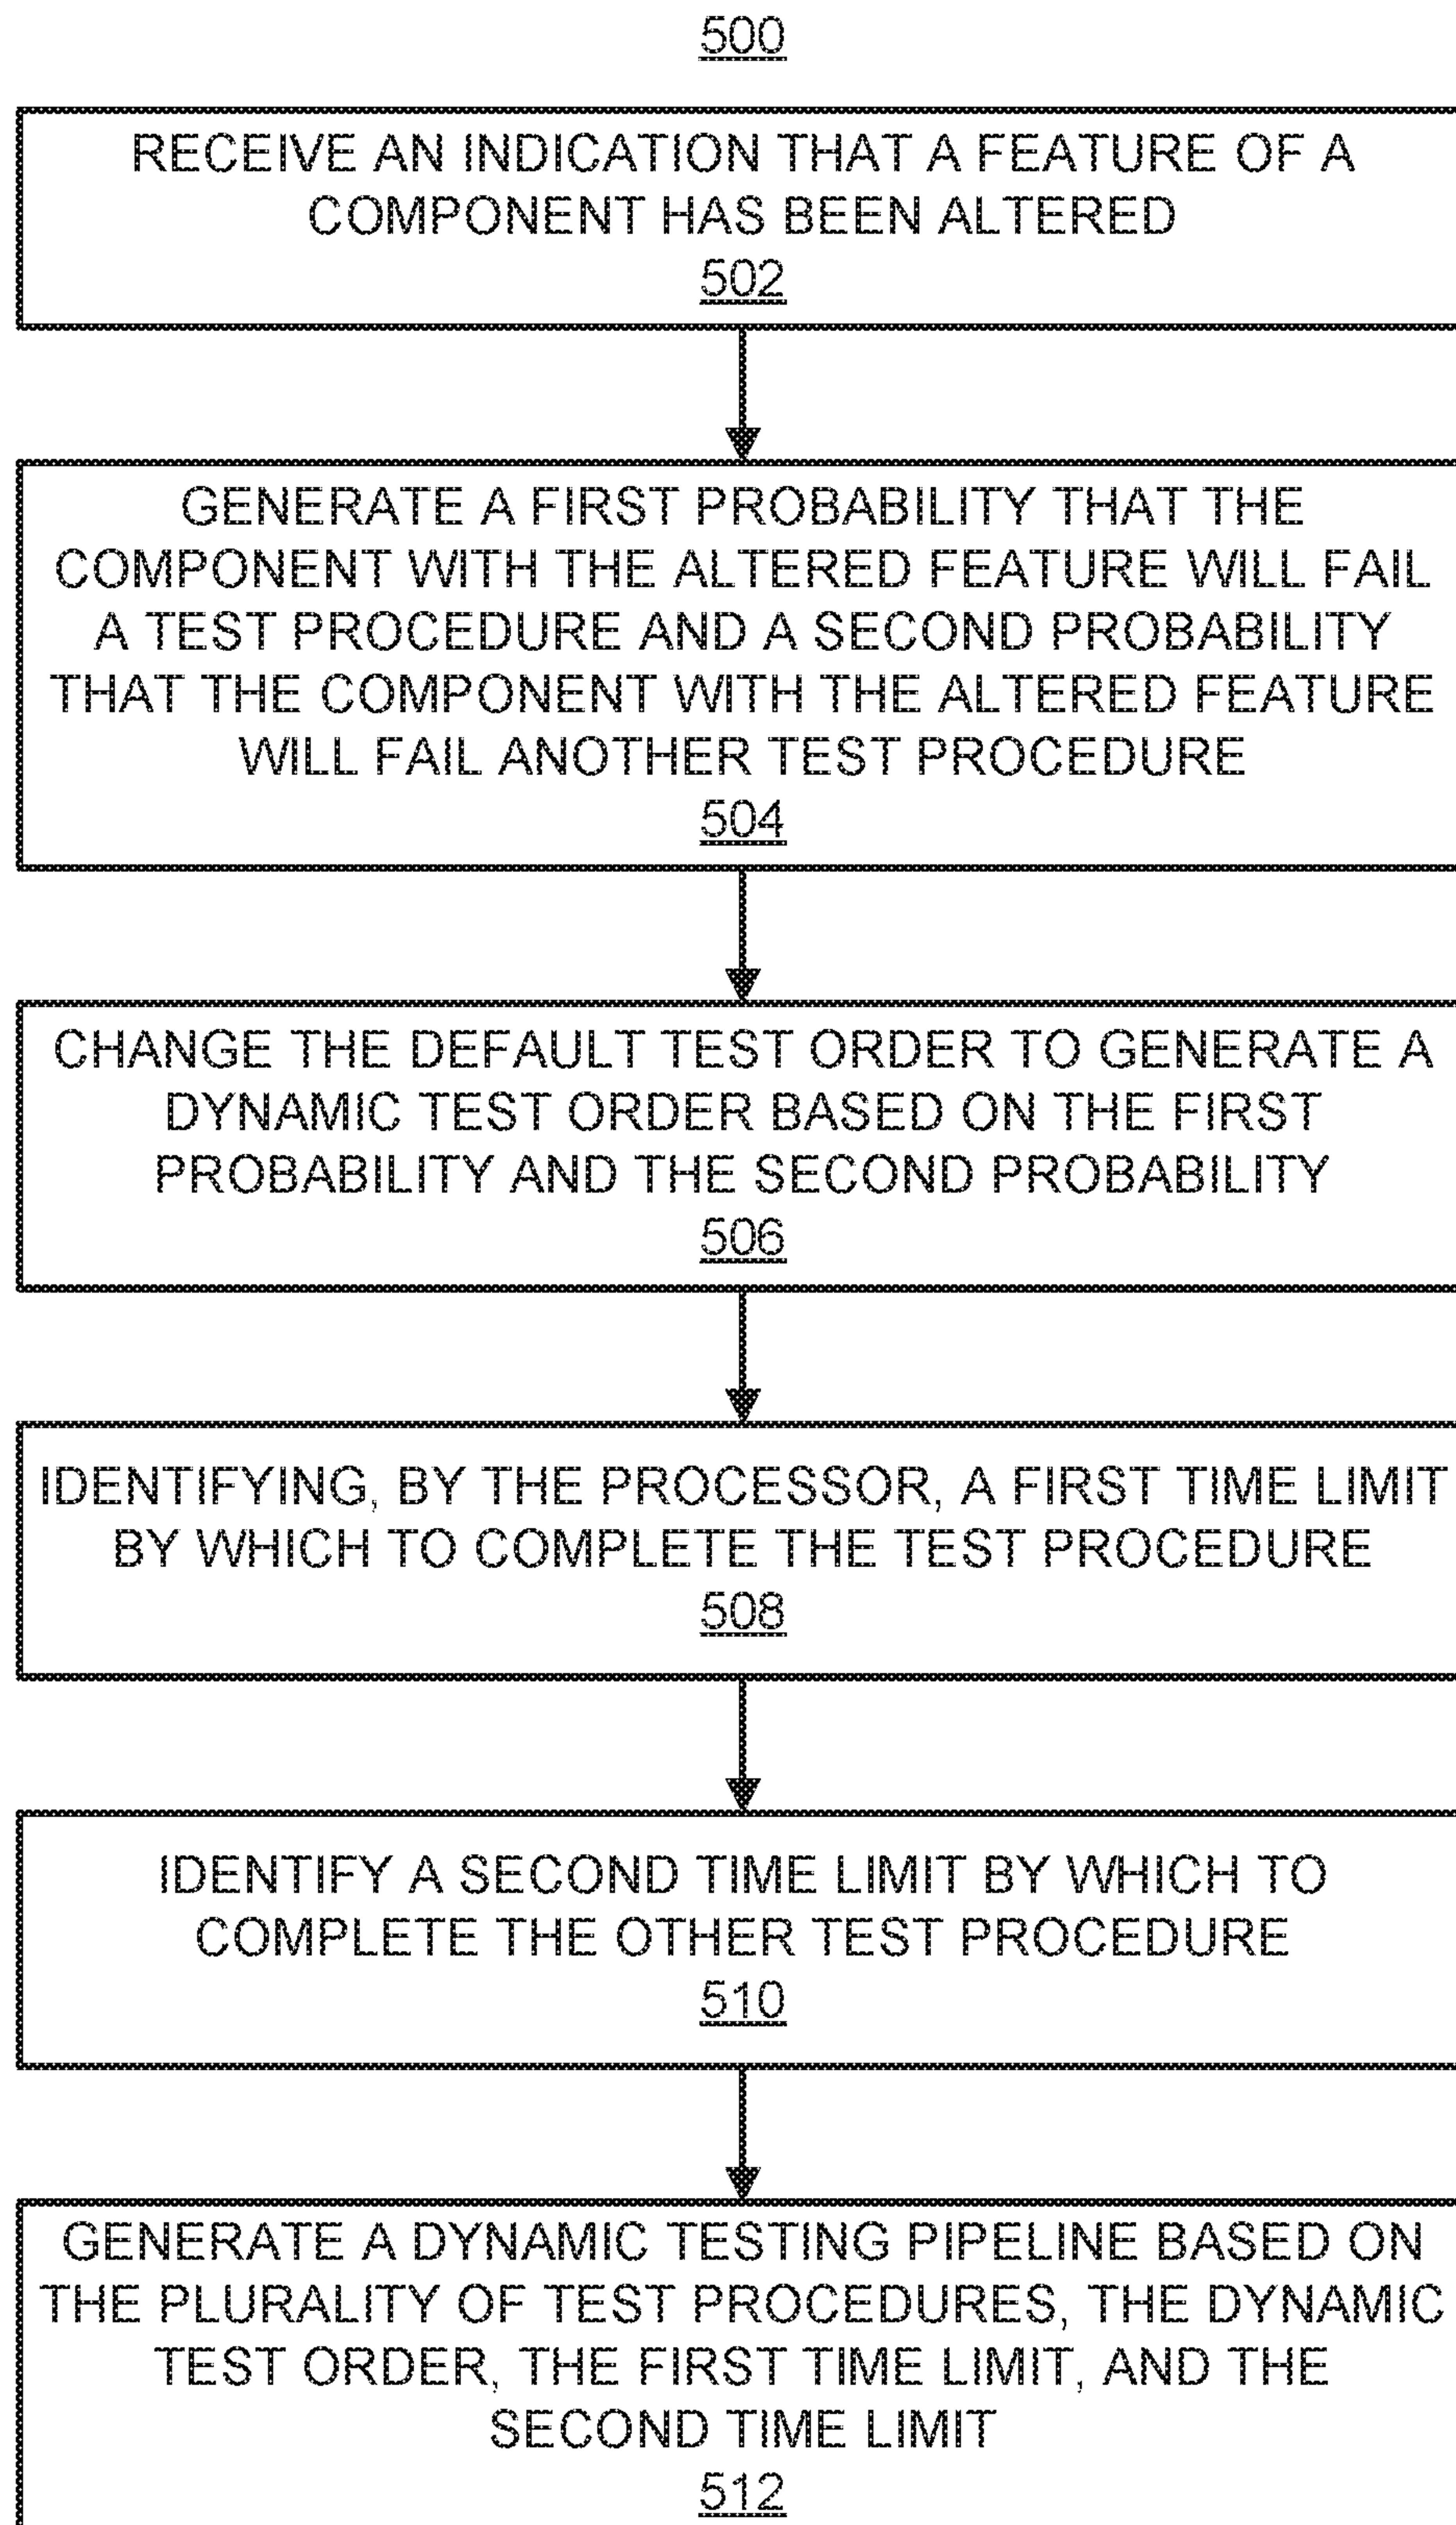 500
RECEIVE AN INDICATION THAT A FEATURE OF A
COMPONENT HAS BEEN ALTERED
502
GENERATE A FIRST PROBABILITY THAT THE
COMPONENT WITH THE ALTERED FEATURE WILL FAIL
A TEST PROCEDURE AND A SECOND PROBABILITY
THAT THE COMPONENT WITH THE ALTERED FEATURE
WILL FAIL ANOTHER TEST PROCEDURE
504
CHANGE THE DEFAULT TEST ORDER TO GENERATE A
DYNAMIC TEST ORDER BASED ON THE FIRST
PROBABILITY AND THE SECOND PROBABILITY
506
IDENTIFYING, BY THE PROCESSOR, A FIRST TIME LIMIT
BY WHICH TO COMPLETE THE TEST PROCEDURE
508
IDENTIFY A SECOND TIME LIMIT BY WHICH TO
COMPLETE THE OTHER TEST PROCEDURE
510
GENERATE A DYNAMIC TESTING PIPELINE BASED ON
THE PLURALITY OF TEST PROCEDURES, THE DYNAMIC
TEST ORDER, THE FIRST TIME LIMIT, AND THE
SECOND TIME LIMIT
512